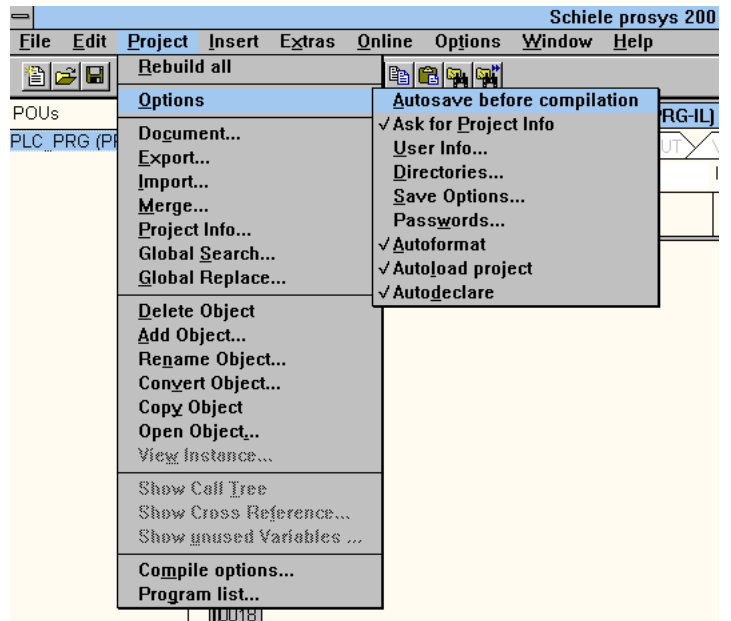 Schiele prosys 200
File Edit Project Insert Extras Online Options Window Help
Rebuild all
Options
Document...
Export...
Import...
Merge...
Project Info...
Global Search...
Global Replace...
Delete Object
Add Object...
Rename Object...
Convert Object...
Copy Object
Open Object...
View Instance...
Show Call Tree
Show Cross Reference...
Show unused Variables ...
Compile options...
Program list...
Autosave before compilation
✓Ask for Project Info
User Info...
Directories...
Save Options...
Passwords...
✓Autoformat
✓Autoload project
✓Autodeclare
POUs
PLC_PRG (PR
PRG-IL)
UT
0018